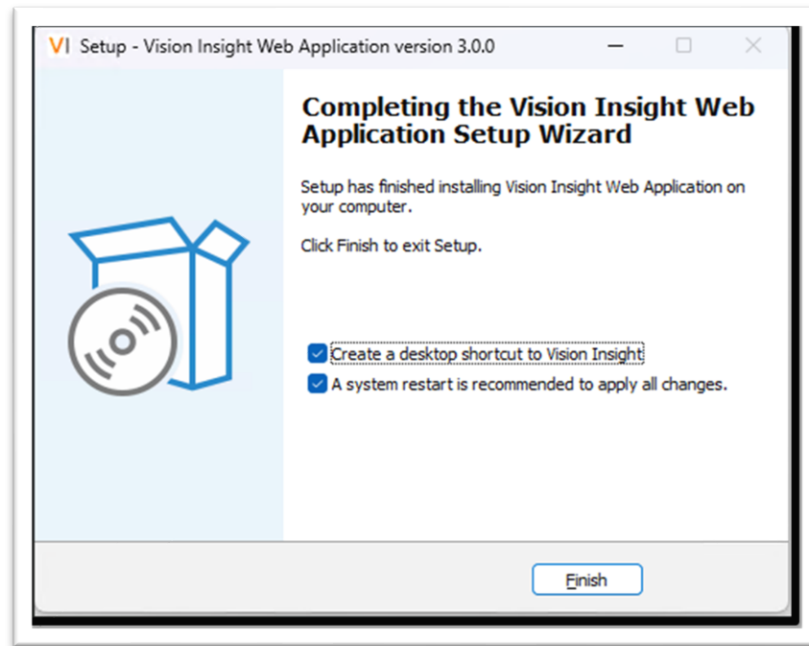 VI Setup - Vision Insight Web Application version 3.0.0
Completing the Vision Insight Web
Application Setup Wizard
Setup has finished installing Vision Insight Web Application on
your computer.
Click Finish to exit Setup.
Create a desktop shortcut to Vision Insight
A system restart is recommended to apply all changes.
Finish